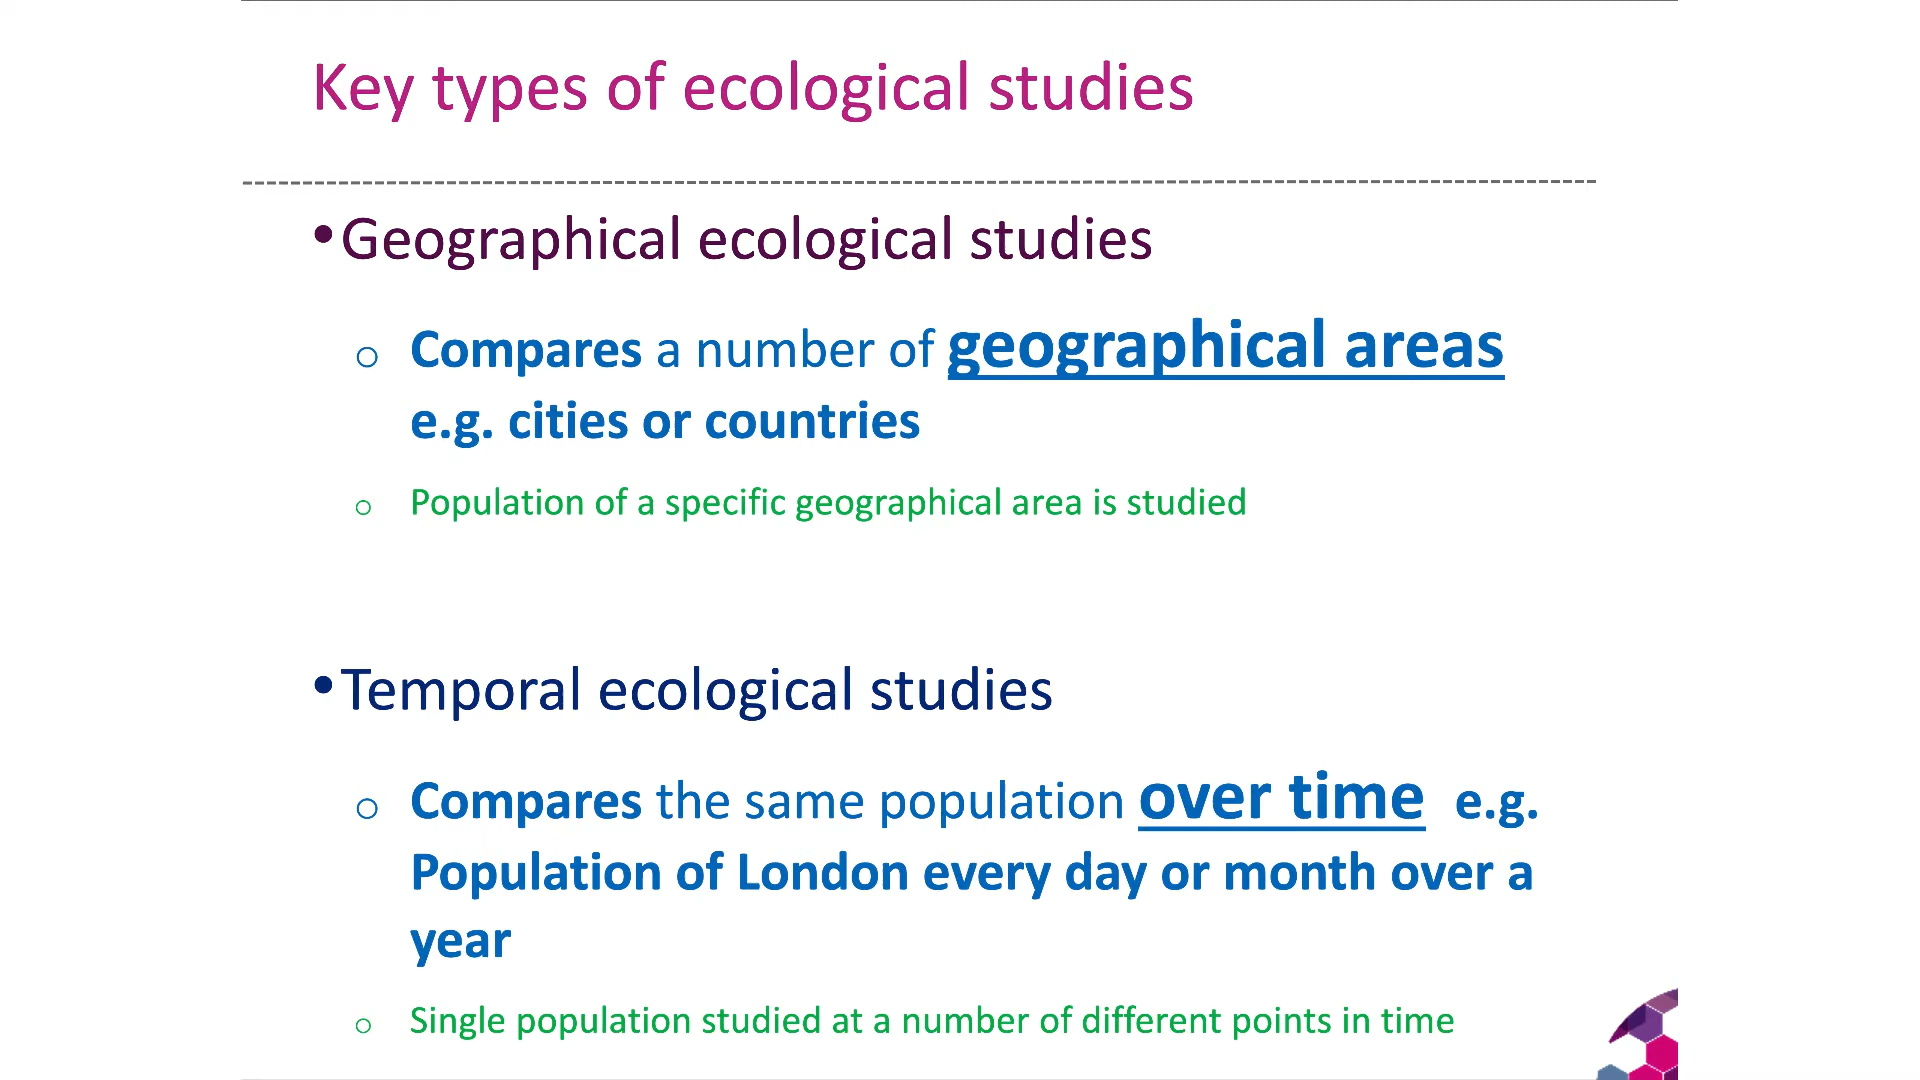 Key types of ecological studies
•Geographical ecological studies
o Compares a number of geographical areas
e.g. cities or countries
o Population of a specific geographical area is studied
•Temporal ecological studies
o Compares the same population over time e.g.
Population of London every day or month over a
year
o Single population studied at a number of different points in time